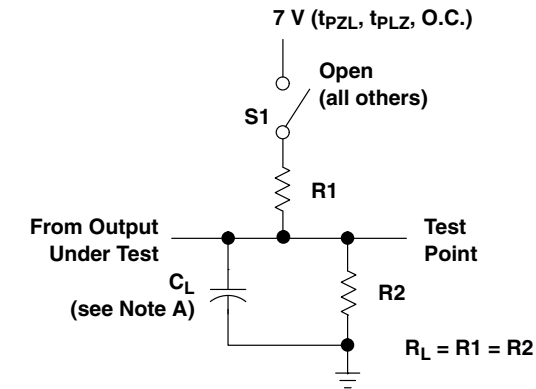 7 V (tPZL, tPLZ, O.C.)
Open
(all others)
S1
R1
From Output
Under Test
Test
Point
CL
(see Note A)
R2
RL = R1 = R2